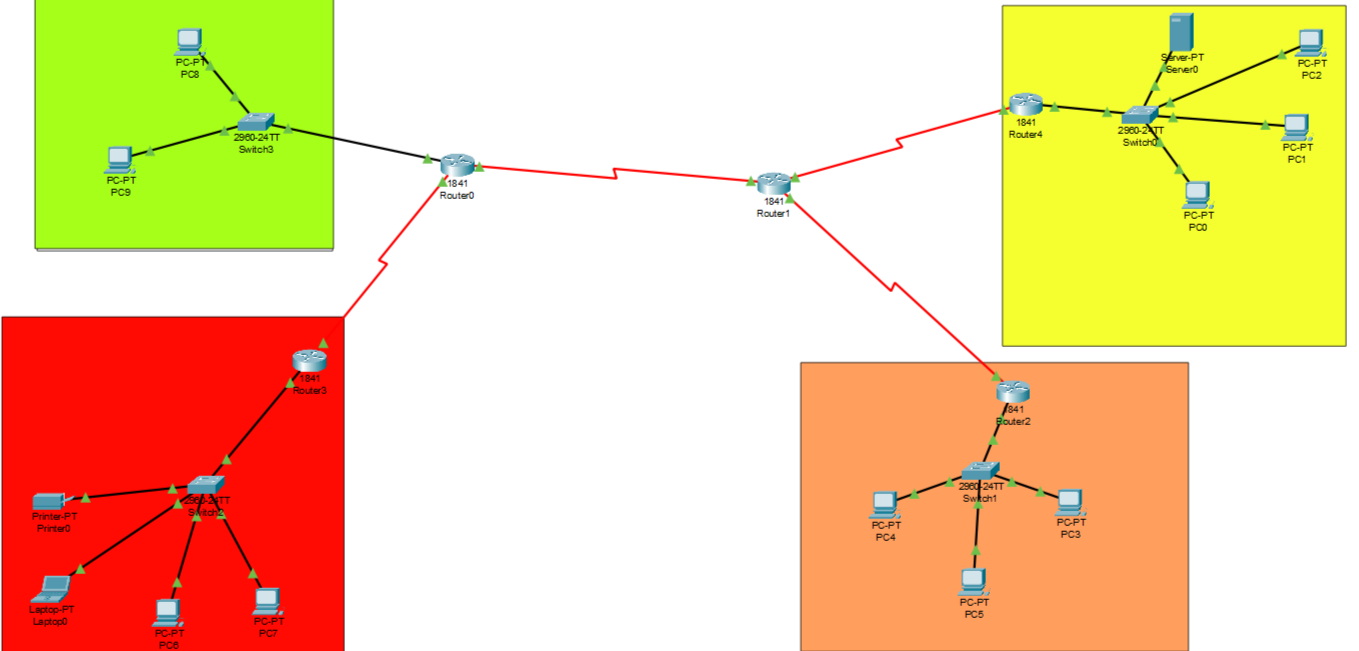 PC-PT
PC8
2960-24TT
Switch3
PC-PT
PC9
1841
Router0
1841
Router1
1841
Router4
Server-PT
Server0
PC-PT
PC2
2960-24TT
Switch0
PC-PT
PC1
PC-PT
PC0
1841
Router3
2960-24TT
Switch2
Printer-PT
Printer0
Laptop-PT
Laptop0
PC-PT
PC6
PC-PT
PC7
1841
Router2
2960-24TT
Switch1
PC-PT
PC4
PC-PT
PC3
PC-PT
PC5